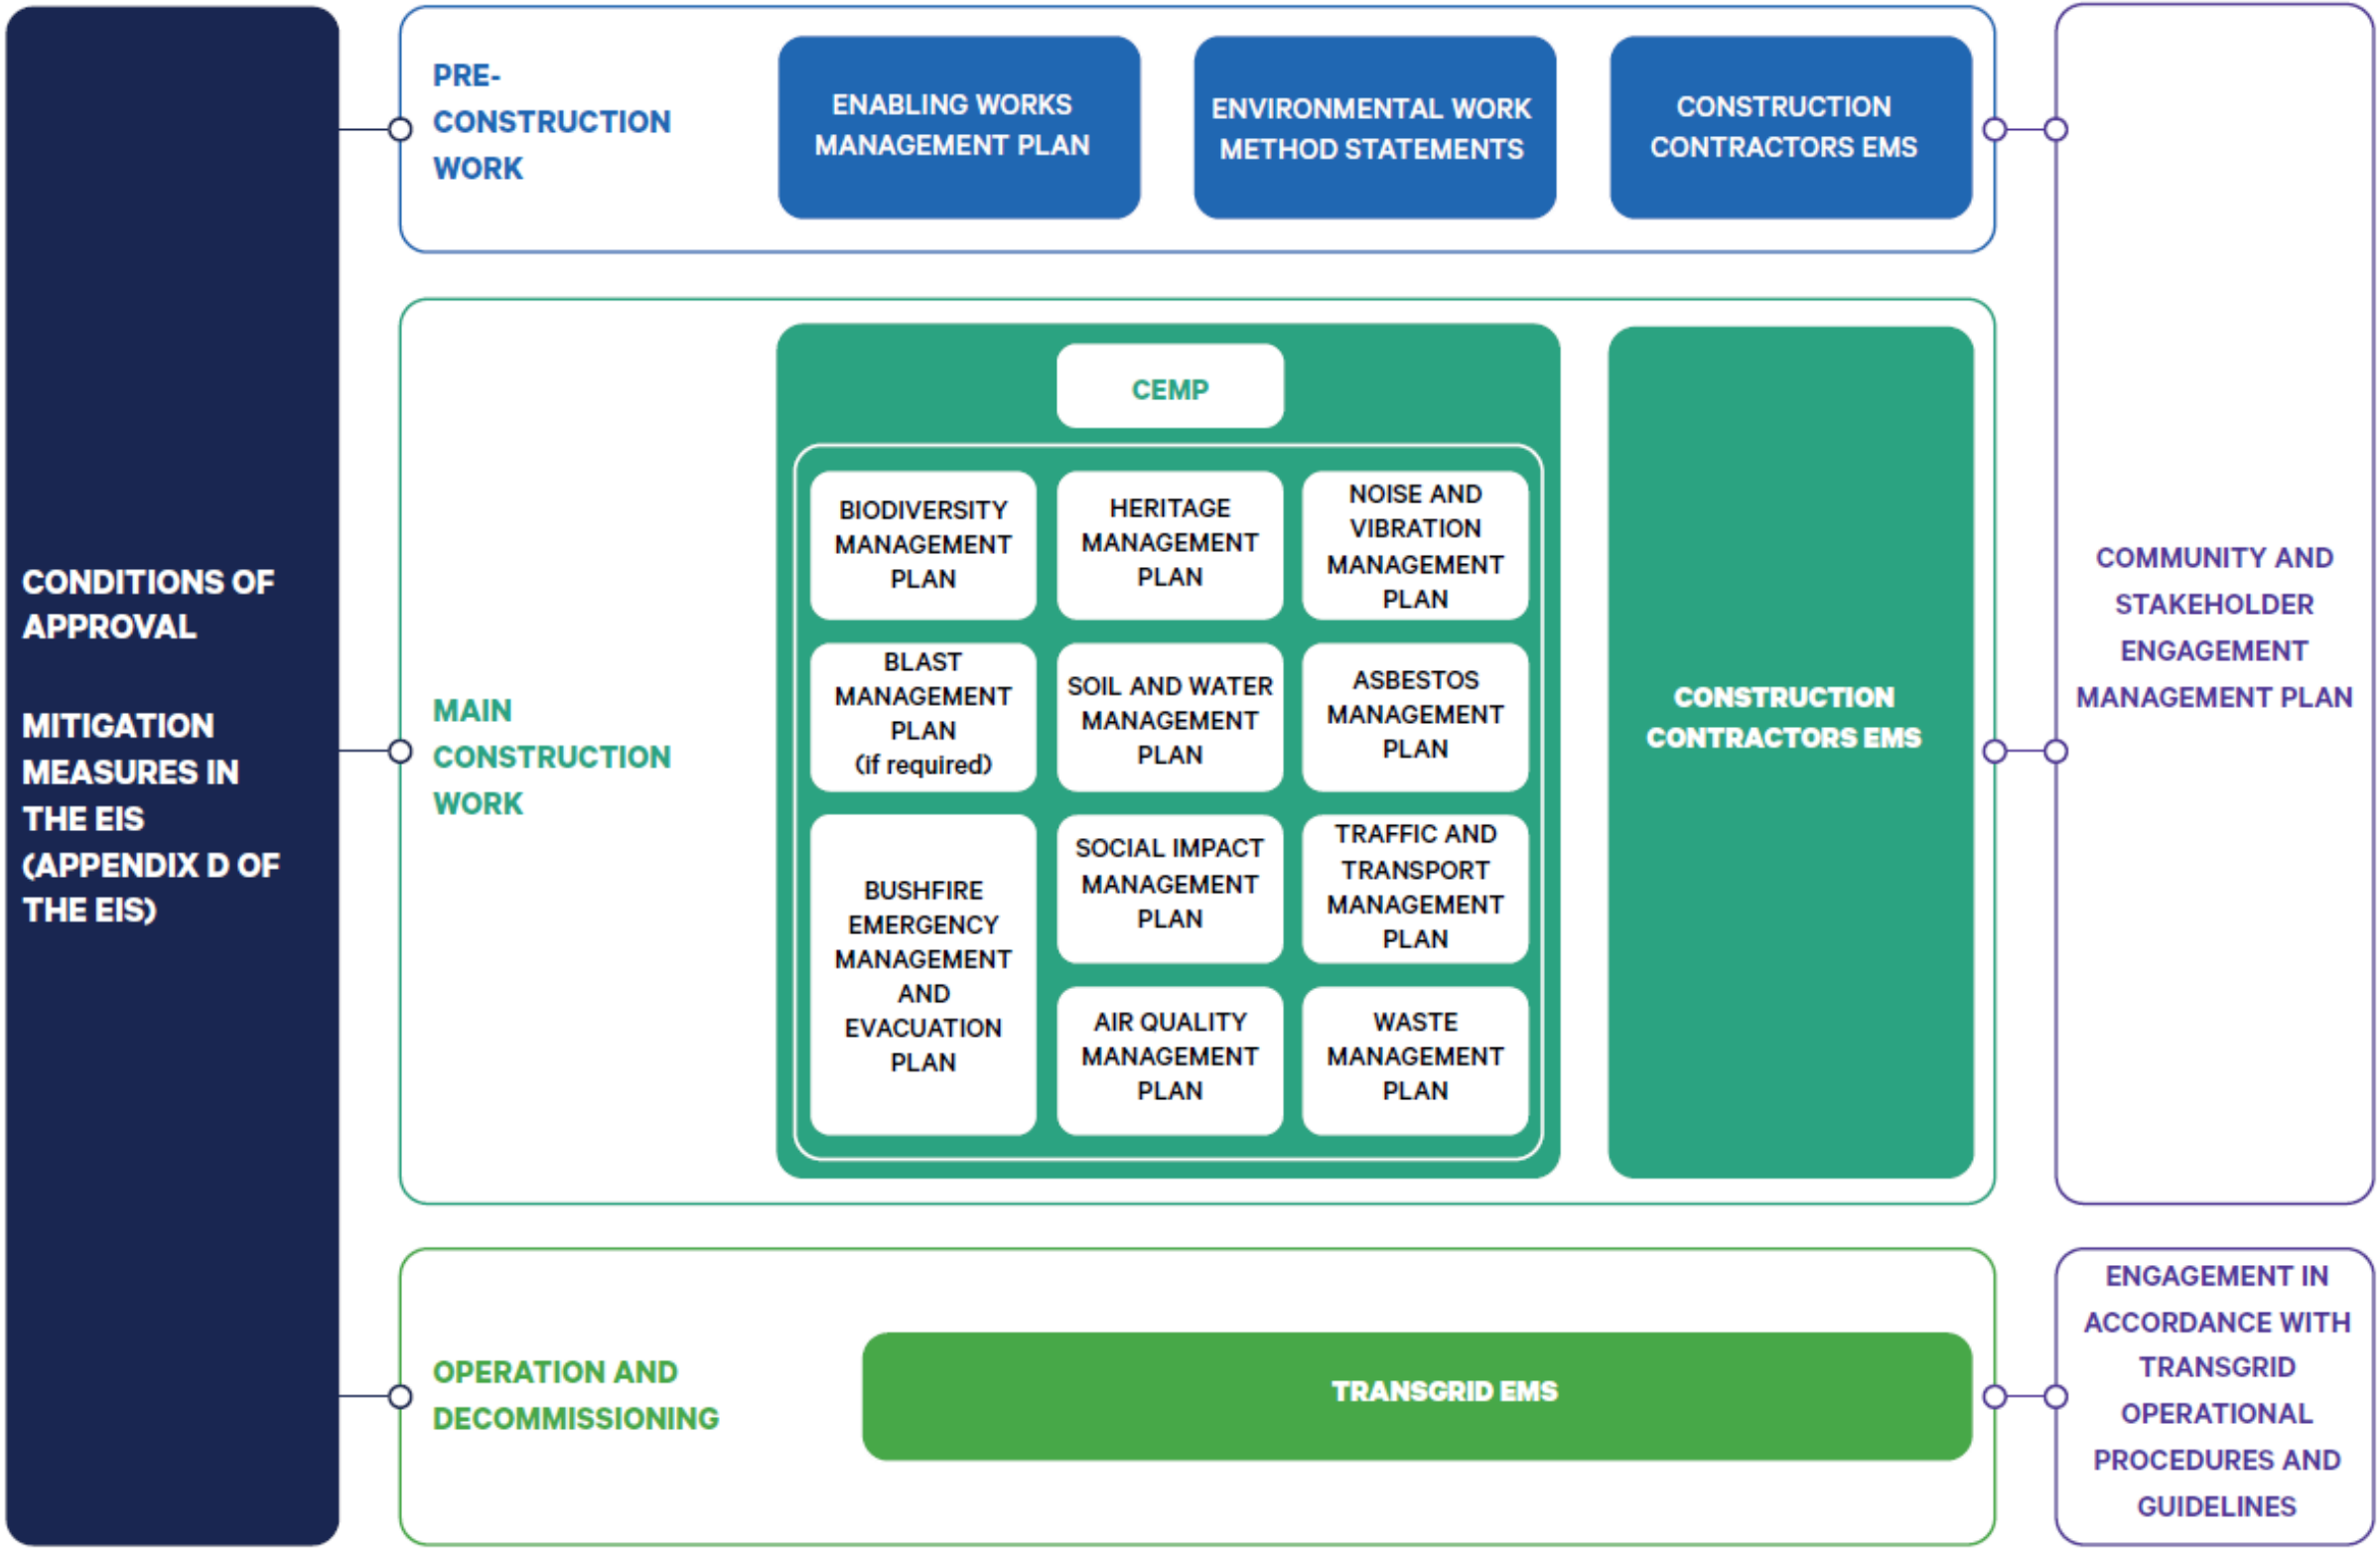 CONDITIONS OF
APPROVAL
MITIGATION
MEASURES IN
THE EIS
(APPENDIX D OF
THE EIS)
PRE-
CONSTRUCTION
WORK
ENABLING WORKS
MANAGEMENT PLAN
ENVIRONMENTAL WORK
METHOD STATEMENTS
CONSTRUCTION
CONTRACTORS EMS
MAIN
CONSTRUCTION
WORK
CEMP
BIODIVERSITY
MANAGEMENT
PLAN
HERITAGE
MANAGEMENT
PLAN
NOISE AND
VIBRATION
MANAGEMENT
PLAN
BLAST
MANAGEMENT
PLAN
(if required)
SOIL AND WATER
MANAGEMENT
PLAN
ASBESTOS
MANAGEMENT
PLAN
BUSHFIRE
EMERGENCY
MANAGEMENT
AND
EVACUATION
PLAN
SOCIAL IMPACT
MANAGEMENT
PLAN
TRAFFIC AND
TRANSPORT
MANAGEMENT
PLAN
AIR QUALITY
MANAGEMENT
PLAN
WASTE
MANAGEMENT
PLAN
CONSTRUCTION
CONTRACTORS EMS
COMMUNITY AND
STAKEHOLDER
ENGAGEMENT
MANAGEMENT PLAN
OPERATION AND
DECOMMISSIONING
TRANSGRID EMS
ENGAGEMENT IN
ACCORDANCE WITH
TRANSGRID
OPERATIONAL
PROCEDURES AND
GUIDELINES